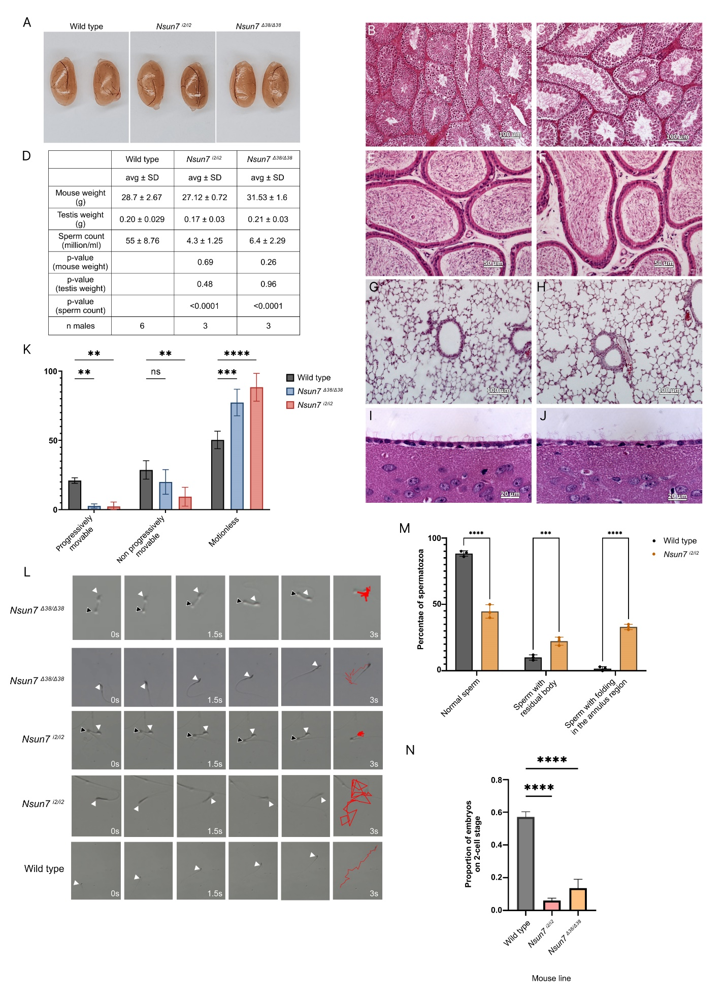 A
Wild type
Nsun7 i2/i2
Nsun7 Δ38/Δ38
B
C
100 µm
100 µm
D
Wild type
Nsun7 i2/i2
Nsun7 Δ38/Δ38
avg ± SD
avg ± SD
avg ± SD
Mouse weight
(g)
28.7 ± 2.67
27.12 ± 0.72
31.53 ± 1.6
Testis weight
(g)
0.20 ± 0.029
0.17 ± 0.03
0.21 ± 0.03
Sperm count
(million/ml)
55 ± 8.76
4.3 ± 1.25
6.4 ± 2.29
p-value
(mouse weight)
0.69
0.26
p-value
(testis weight)
0.48
0.96
p-value
(sperm count)
<0.0001
<0.0001
n males
6
3
3
E
F
50 µm
50 µm
G
H
100 µm
100 µm
I
J
20 µm
20 µm
K
**
**
****
**
ns
***
100
50
0
Wild type
Nsun7 Δ38/Δ38
Nsun7 i2/i2
Progressively
movable
Non progressively
movable
Motionless
L
Nsun7 Δ38/Δ38
0s
1.5s
3s
Nsun7 Δ38/Δ38
0s
1.5s
3s
Nsun7 i2/i2
0s
1.5s
3s
Nsun7 i2/i2
0s
1.5s
3s
Wild type
0s
1.5s
3s
M
****
***
****
100
50
0
Percentae of spermatozoa
Wild type
Nsun7 i2/i2
Normal sperm
Sperm with
residual body
Sperm with folding
in the annulus region
N
****
****
0.8
0.6
0.4
0.2
0.0
Proportion of embryos
on 2-cell stage
Wild type
Nsun7 i2/i2
Nsun7 Δ38/Δ38
Mouse line